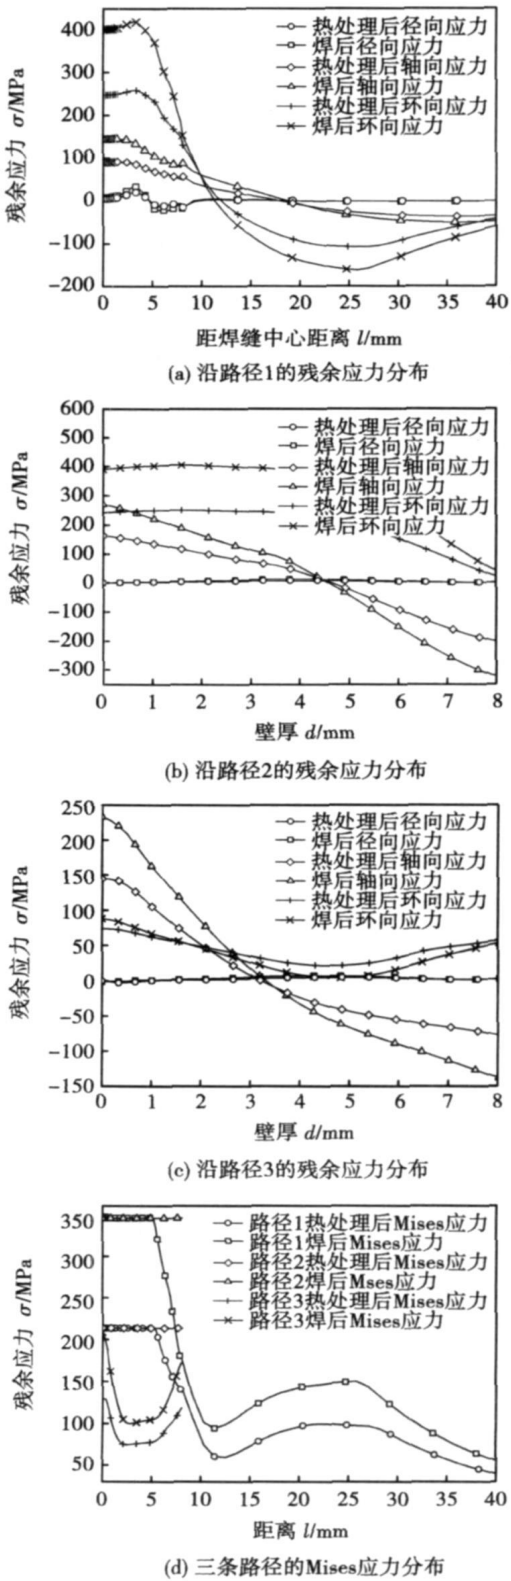 残余应力 σ/MPa
400
300
200
100
0
−100
−200
热处理后径向应力
焊后径向应力
热处理后轴向应力
焊后轴向应力
热处理后环向应力
焊后环向应力
0 5 10 15 20 25 30 35 40
距焊缝中心距离 l/mm
(a) 沿路径1的残余应力分布
残余应力 σ/MPa
600
500
400
300
200
100
0
−100
−200
−300
热处理后径向应力
焊后径向应力
热处理后轴向应力
焊后轴向应力
热处理后环向应力
焊后环向应力
0 1 2 3 4 5 6 7 8
壁厚 d/mm
(b) 沿路径2的残余应力分布
残余应力 σ/MPa
250
200
150
100
50
0
−50
−100
−150
热处理后径向应力
焊后径向应力
热处理后轴向应力
焊后轴向应力
热处理后环向应力
焊后环向应力
0 1 2 3 4 5 6 7 8
壁厚 d/mm
(c) 沿路径3的残余应力分布
残余应力 σ/MPa
350
300
250
200
150
100
50
路径1热处理后Mises应力
路径1焊后Mises应力
路径2热处理后Mises应力
路径2焊后Mses应力
路径3热处理后Mises应力
路径3焊后Mises应力
0 5 10 15 20 25 30 35 40
距离 l/mm
(d) 三条路径的Mises应力分布